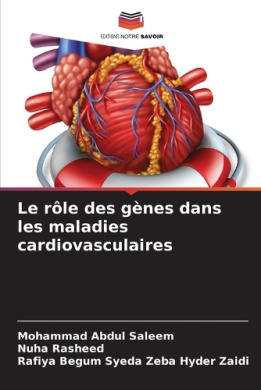 EDITIONS NOTRE SAVOIR
Le rôle des gènes dans
les maladies
cardiovasculaires
Mohammad Abdul Saleem
Nuha Rasheed
Rafiya Begum Syeda Zeba Hyder Zaidi